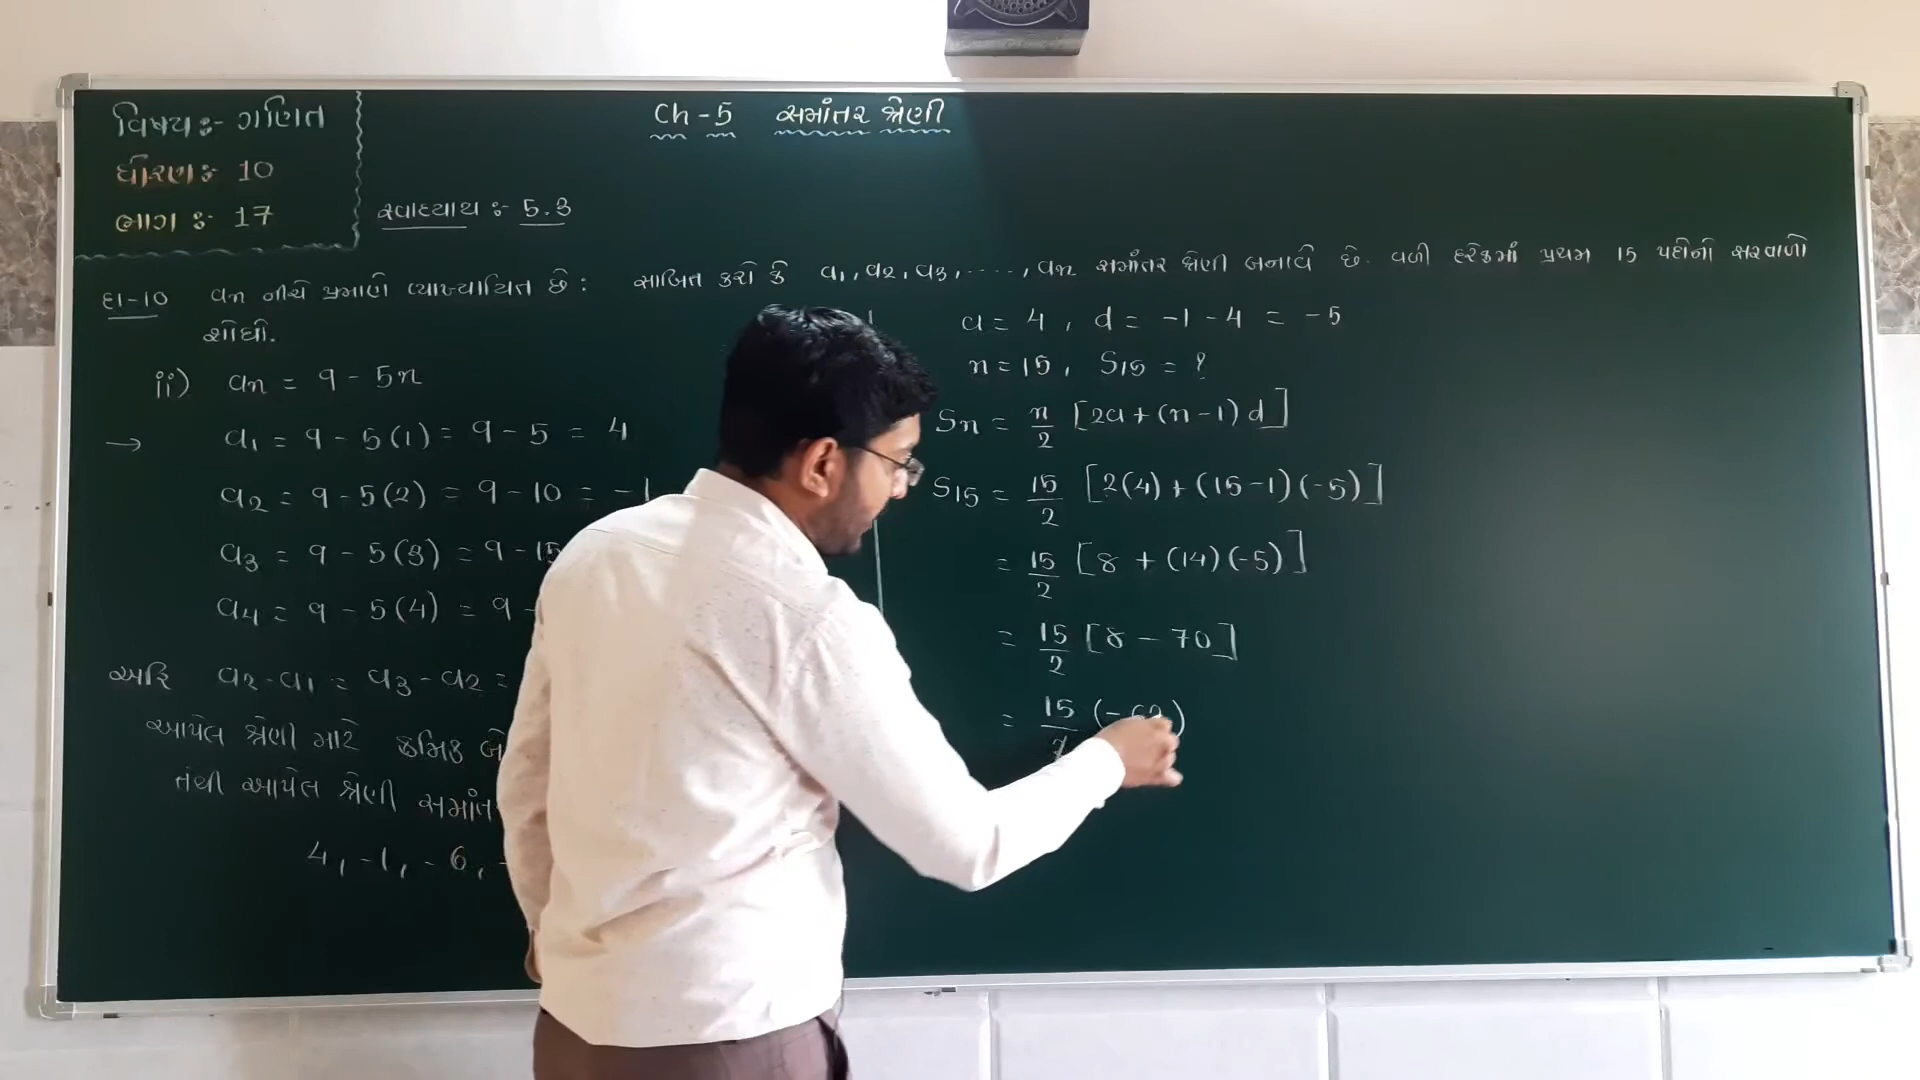 વિષય :- ગણિત
ધોરણ : 10
ભાગ : 17
Ch - 5 સમાંતર શ્રેણી
સ્વાધ્યાય :- 5.3
દા-10 an નીચે પ્રમાણે વ્યાખ્યાયિત છે : સાબિત કરો કે a1, a2, a3, ...., an સમાંતર શ્રેણી બનાવે છે. વળી દરેકમાં પ્રથમ 15 પદોનો સરવાળો
શોધો.
ii) an = 9 - 5n
→ a1 = 9 - 5(1) = 9 - 5 = 4
a2 = 9 - 5(2) = 9 - 10 = -1
a3 = 9 - 5(3) = 9 - 15
a4 = 9 - 5(4) = 9 -
અહિ a2 - a1 = a3 - a2 =
આપેલ શ્રેણી માટે ક્રમિક
તેથી આપેલ શ્રેણી
4, -1, -6,
a = 4, d = -1 - 4 = -5
n = 15, S15 = ?
Sn = n/2 [2a + (n-1) d]
S15 = 15/2 [2(4) + (15-1)(-5)]
= 15/2 [8 + (14)(-5)]
= 15/2 [8 - 70]
= 15/2 (-62)